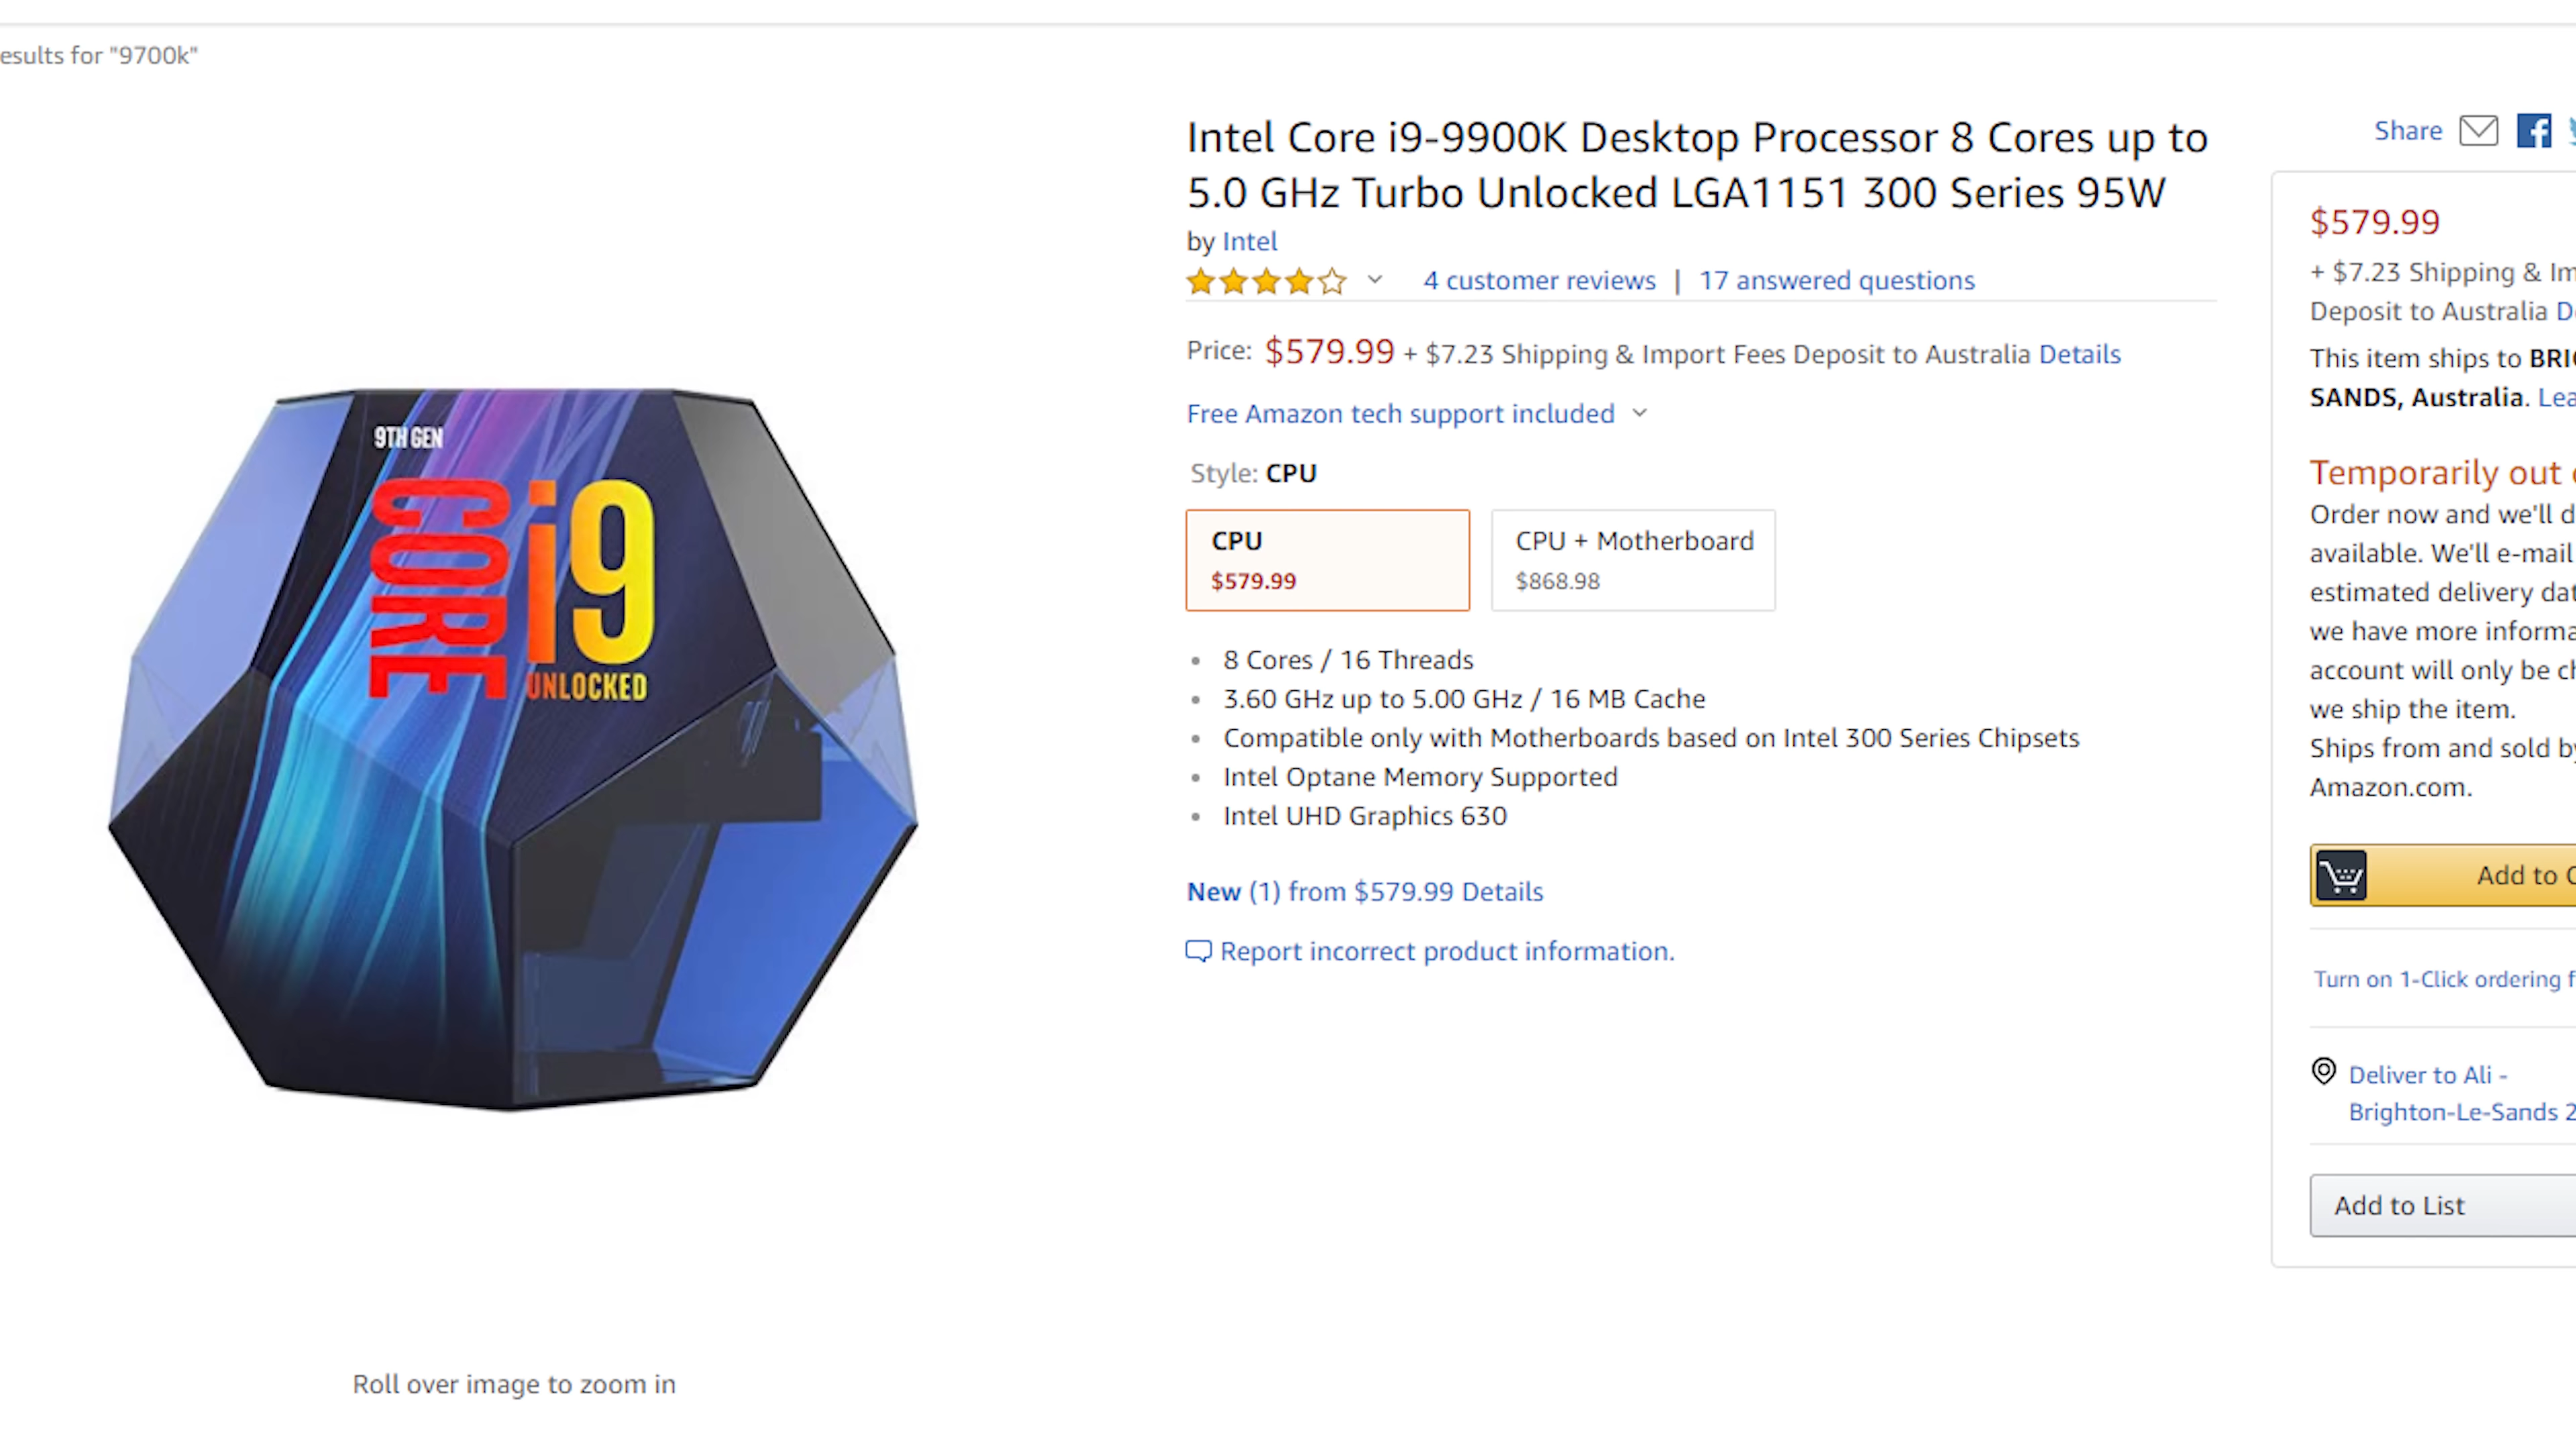 esults for "9700k"
Intel Core i9-9900K Desktop Processor 8 Cores up to
5.0 GHz Turbo Unlocked LGA1151 300 Series 95W
by Intel
4 customer reviews | 17 answered questions
Price: $579.99 + $7.23 Shipping & Import Fees Deposit to Australia Details
Free Amazon tech support included
Style: CPU
CPU
$579.99
CPU + Motherboard
$868.98
8 Cores / 16 Threads
3.60 GHz up to 5.00 GHz / 16 MB Cache
Compatible only with Motherboards based on Intel 300 Series Chipsets
Intel Optane Memory Supported
Intel UHD Graphics 630
New (1) from $579.99 Details
Report incorrect product information.
9TH GEN
CORE
i9
UNLOCKED
Roll over image to zoom in
Share
$579.99
+ $7.23 Shipping & Im
Deposit to Australia D
This item ships to BRI
SANDS, Australia. Lea
Temporarily out
Order now and we'll d
available. We'll e-mail
estimated delivery dat
we have more informa
account will only be ch
we ship the item.
Ships from and sold by
Amazon.com.
Add to C
Turn on 1-Click ordering f
Deliver to Ali -
Brighton-Le-Sands 2
Add to List